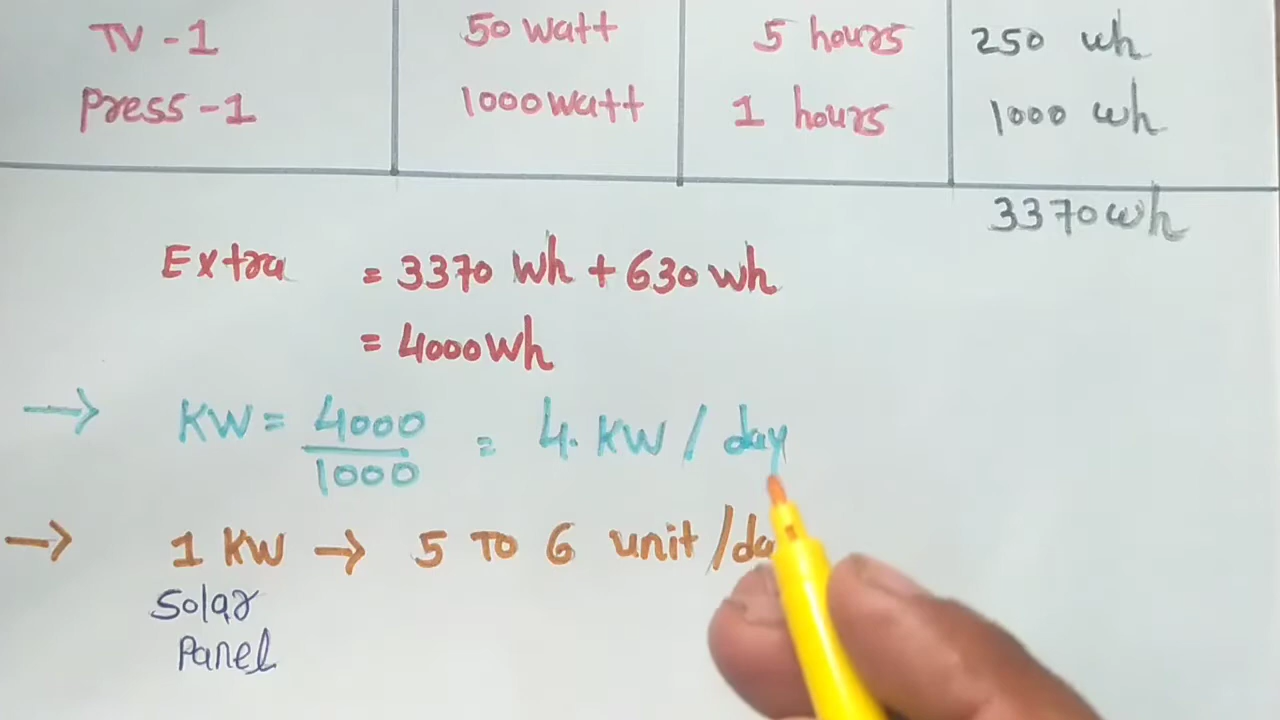 TV - 1 50 watt 5 hours 250 wh
Press - 1 1000 watt 1 hours 1000 wh
3370 wh
Extra = 3370 Wh + 630 wh
= 4000 Wh
→ KW = 4000 / 1000 = 4. KW / day
→ 1 KW → 5 TO 6 unit / da
Solar
Panel